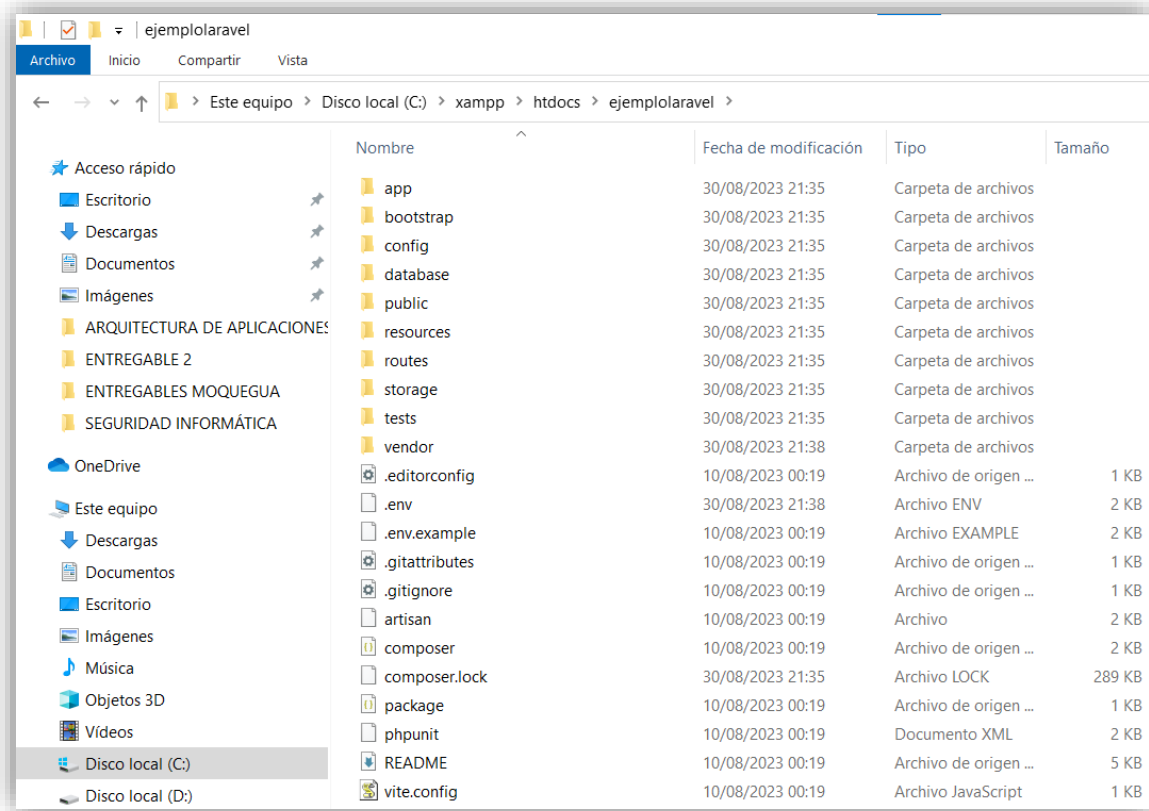 ejemplolaravel
Archivo Inicio Compartir Vista
Este equipo > Disco local (C:) > xampp > htdocs > ejemplolaravel >
Acceso rápido
Escritorio
Descargas
Documentos
Imágenes
ARQUITECTURA DE APLICACIONES
ENTREGABLE 2
ENTREGABLES MOQUEGUA
SEGURIDAD INFORMÁTICA
OneDrive
Este equipo
Descargas
Documentos
Escritorio
Imágenes
Música
Objetos 3D
Vídeos
Disco local (C:)
Disco local (D:)
Nombre Fecha de modificación Tipo Tamaño
app 30/08/2023 21:35 Carpeta de archivos
bootstrap 30/08/2023 21:35 Carpeta de archivos
config 30/08/2023 21:35 Carpeta de archivos
database 30/08/2023 21:35 Carpeta de archivos
public 30/08/2023 21:35 Carpeta de archivos
resources 30/08/2023 21:35 Carpeta de archivos
routes 30/08/2023 21:35 Carpeta de archivos
storage 30/08/2023 21:35 Carpeta de archivos
tests 30/08/2023 21:35 Carpeta de archivos
vendor 30/08/2023 21:38 Carpeta de archivos
.editorconfig 10/08/2023 00:19 Archivo de origen ... 1 KB
.env 30/08/2023 21:38 Archivo ENV 2 KB
.env.example 10/08/2023 00:19 Archivo EXAMPLE 2 KB
.gitattributes 10/08/2023 00:19 Archivo de origen ... 1 KB
.gitignore 10/08/2023 00:19 Archivo de origen ... 1 KB
artisan 10/08/2023 00:19 Archivo 2 KB
composer 10/08/2023 00:19 Archivo de origen ... 2 KB
composer.lock 30/08/2023 21:35 Archivo LOCK 289 KB
package 10/08/2023 00:19 Archivo de origen ... 1 KB
phpunit 10/08/2023 00:19 Documento XML 2 KB
README 10/08/2023 00:19 Archivo de origen ... 5 KB
vite.config 10/08/2023 00:19 Archivo JavaScript 1 KB